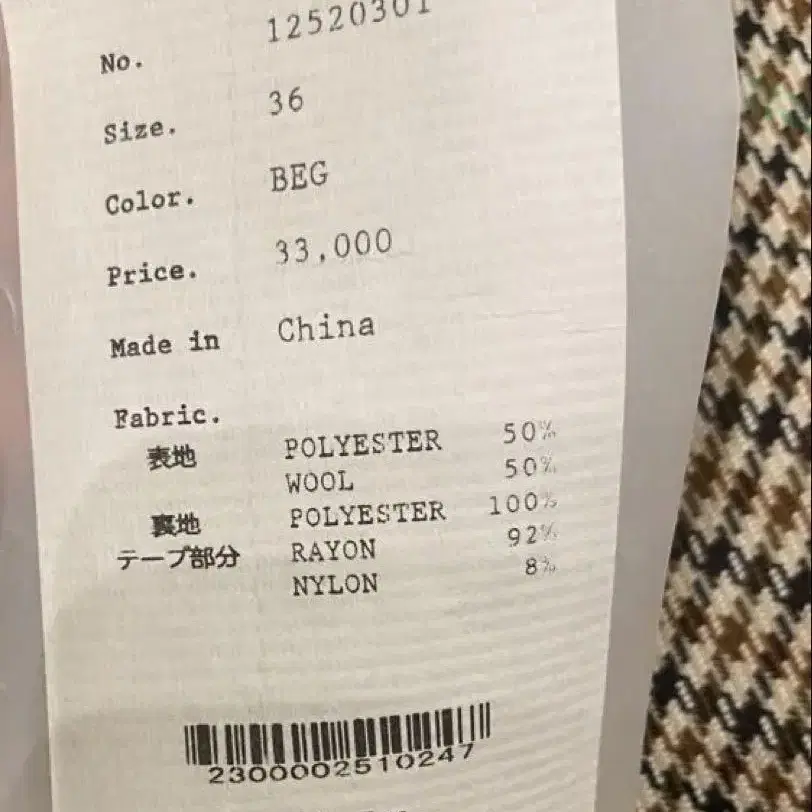 No. 12520301
Size. 36
Color. BEG
Price. 33,000
Made in China
Fabric.
表地 POLYESTER 50%
WOOL 50%
裏地 POLYESTER 100%
テープ部分 RAYON 92%
NYLON 8%
2300002510247